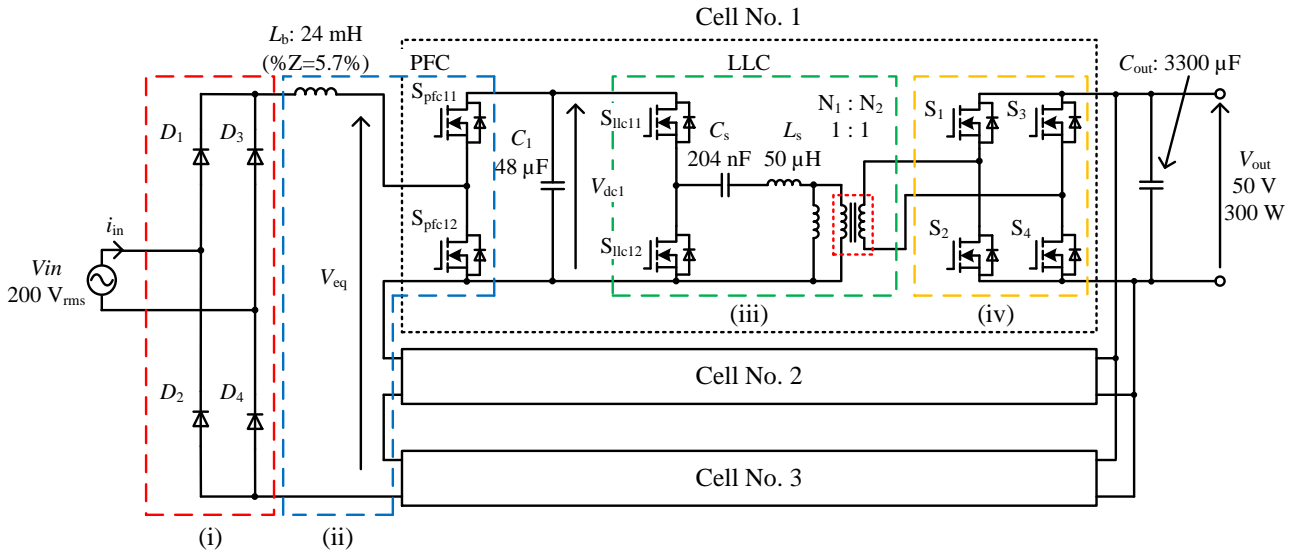 Cell No. 1
Lb: 24 mH
(%Z=5.7%)
PFC
LLC
Cout: 3300 µF
D1
D3
Spfc11
C1
48 µF
Vdc1
Sllc11
Cs
204 nF
Ls
50 µH
N1 : N2
1 : 1
S1
S3
Vout
50 V
300 W
iin
Vin
200 Vrms
Veq
Spfc12
Sllc12
S2
S4
(iii)
(iv)
D2
D4
Cell No. 2
Cell No. 3
(i)
(ii)